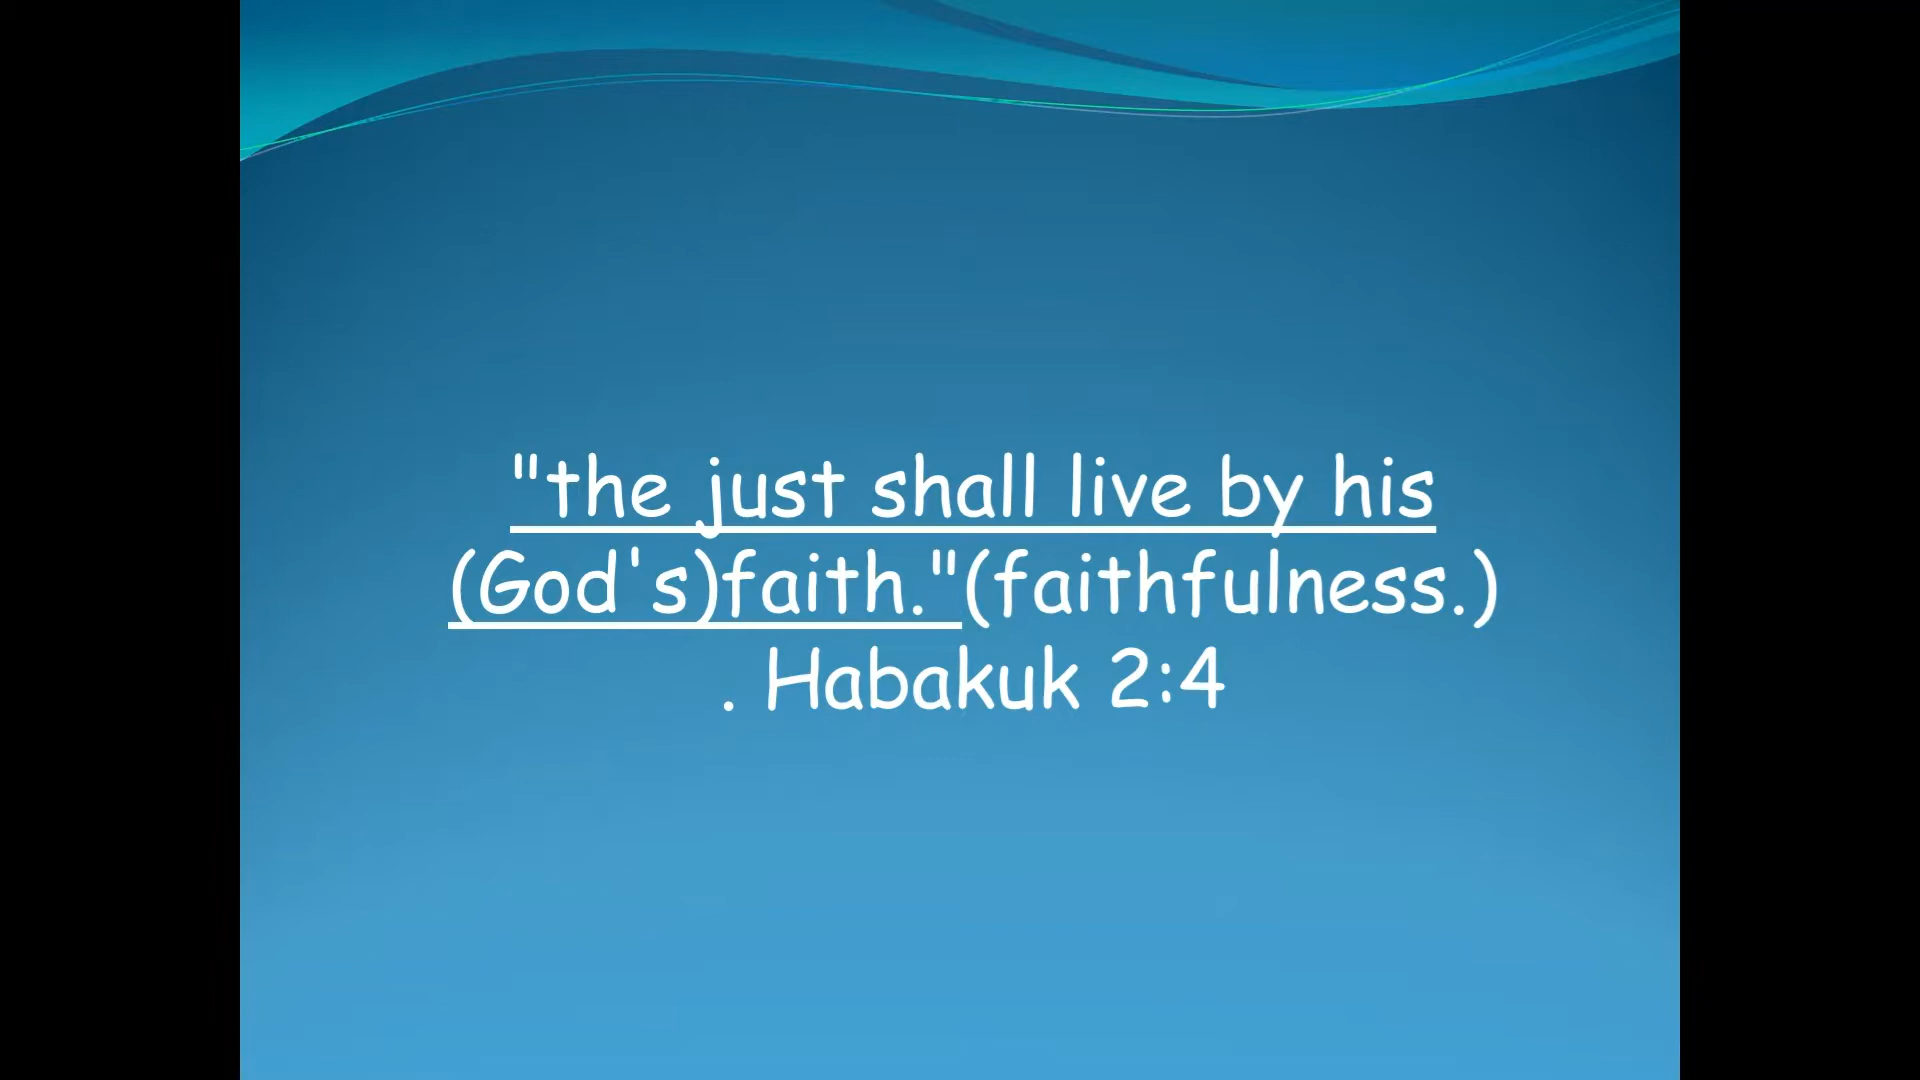 "the just shall live by his
(God's)faith."(faithfulness.)
. Habakuk 2:4